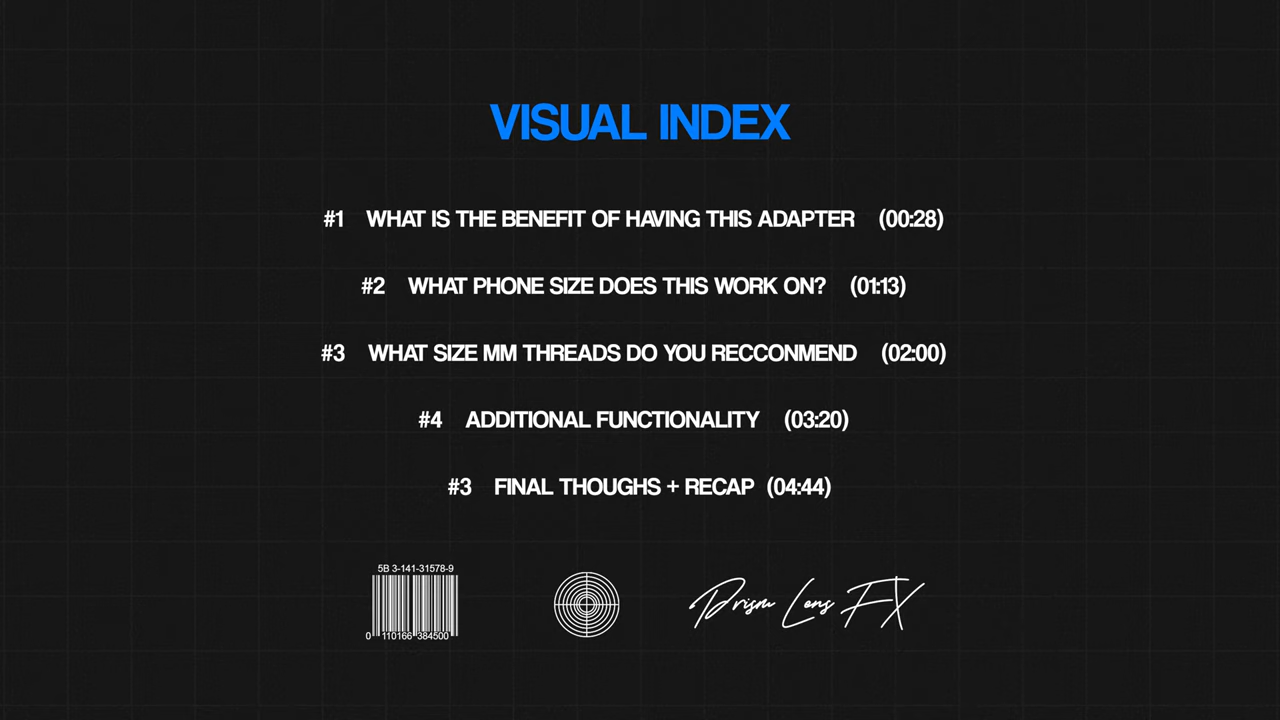 VISUAL INDEX
#1 WHAT IS THE BENEFIT OF HAVING THIS ADAPTER (00:28)
#2 WHAT PHONE SIZE DOES THIS WORK ON? (01:13)
#3 WHAT SIZE MM THREADS DO YOU RECCONMEND (02:00)
#4 ADDITIONAL FUNCTIONALITY (03:20)
#3 FINAL THOUGHS + RECAP (04:44)
5B 3-141-31578-9
0 110166 384500
Prism Lens FX